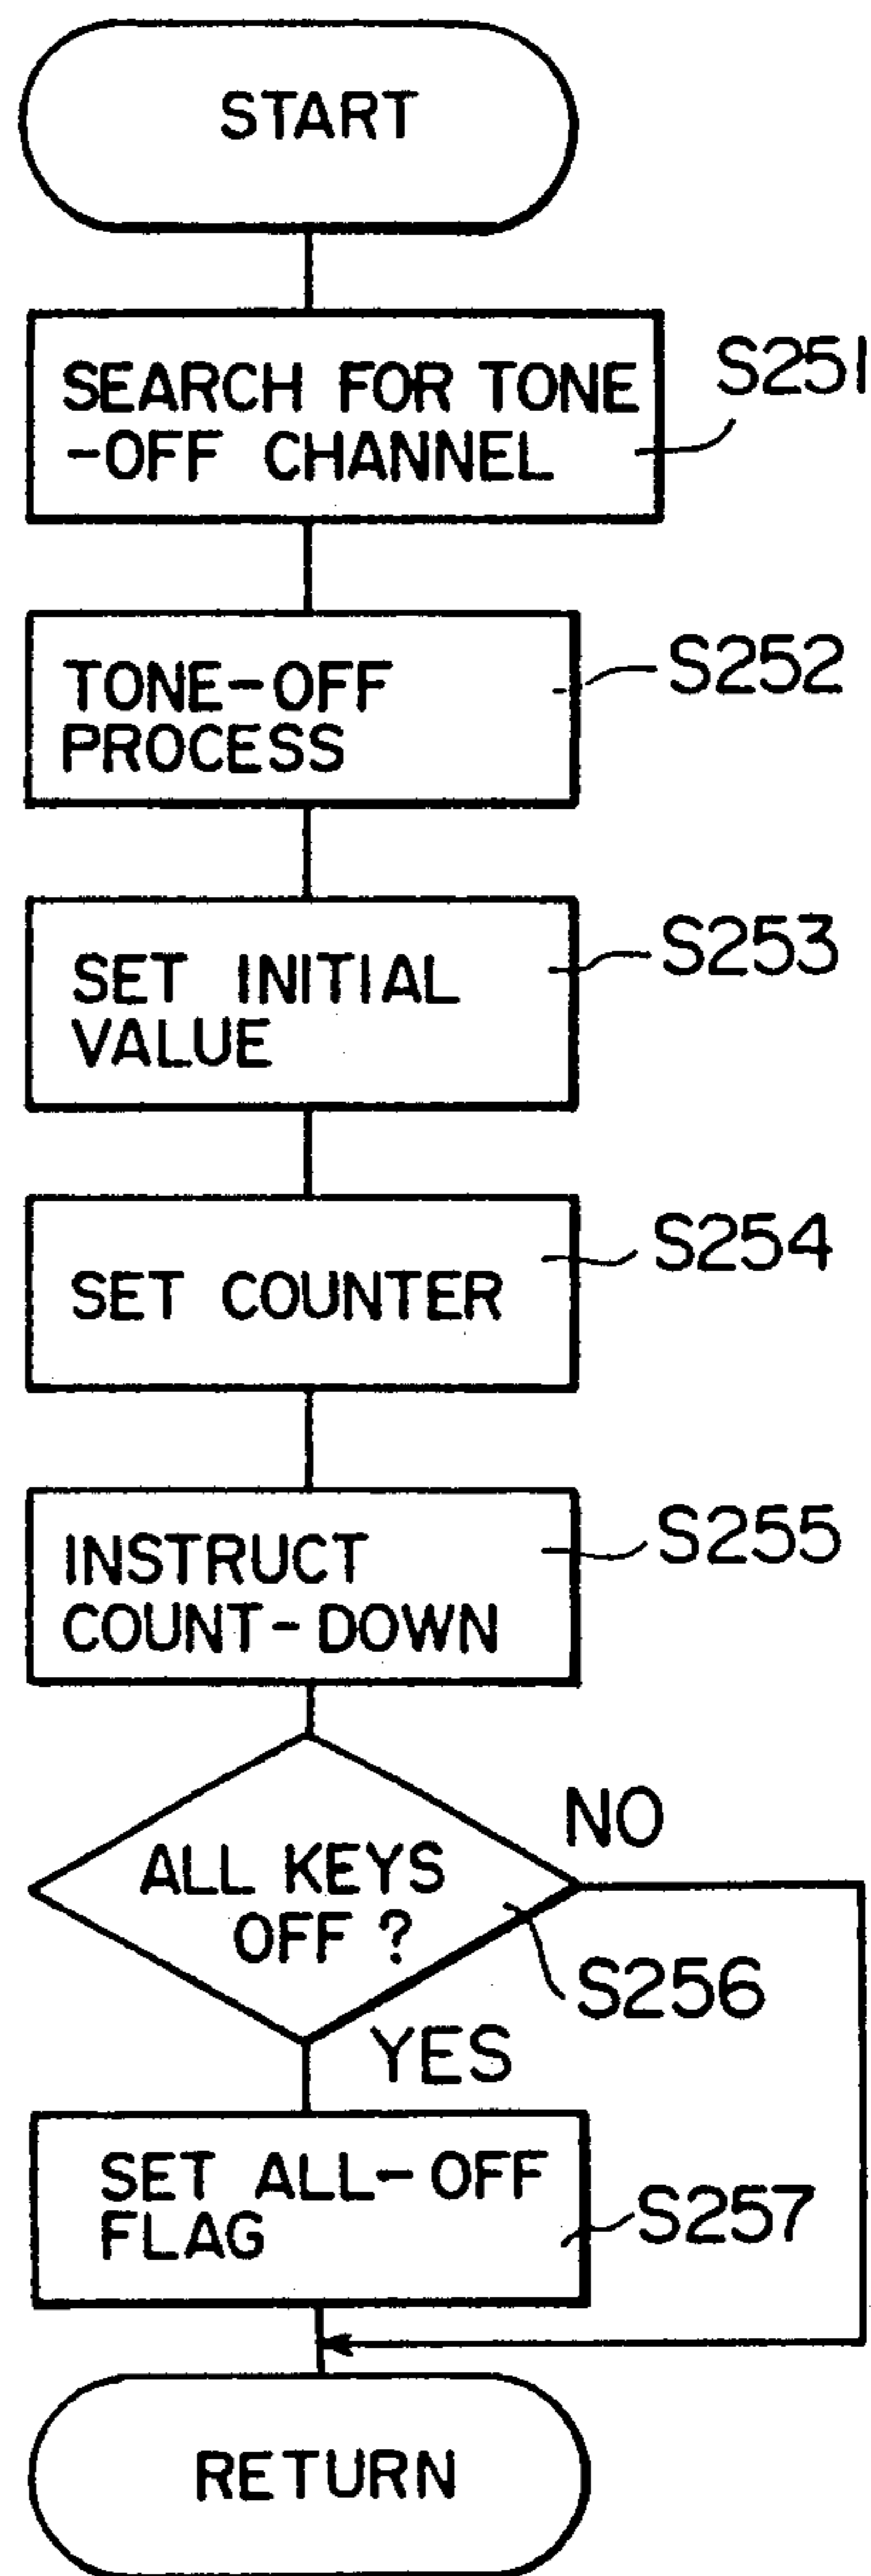 START
SEARCH FOR TONE
-OFF CHANNEL
S251
TONE-OFF
PROCESS
S252
SET INITIAL
VALUE
S253
SET COUNTER
S254
INSTRUCT
COUNT-DOWN
S255
ALL KEYS
OFF ?
NO
S256
YES
SET ALL-OFF
FLAG
S257
RETURN